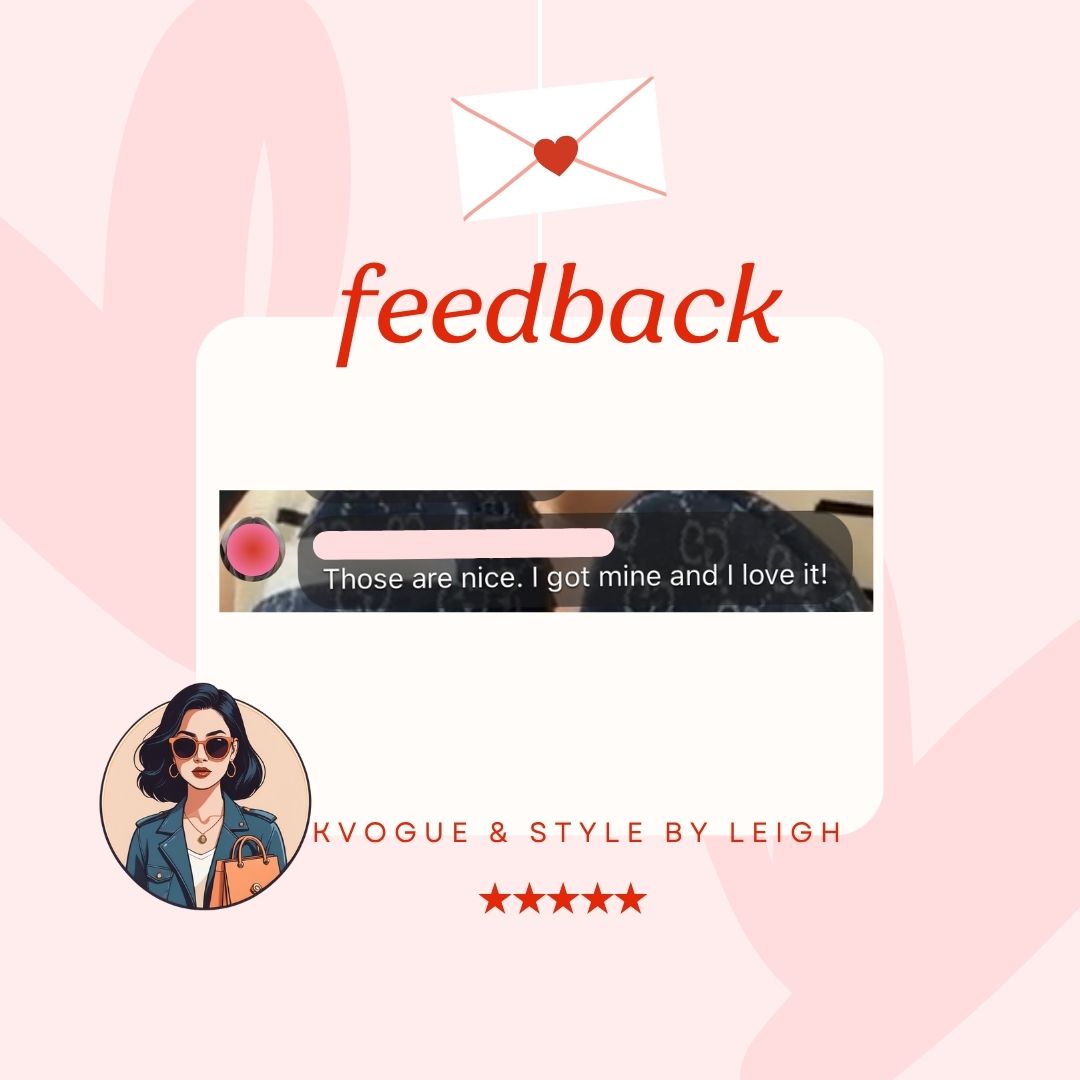 feedback
Those are nice. I got mine and I love it!
KVOGUE & STYLE BY LEIGH